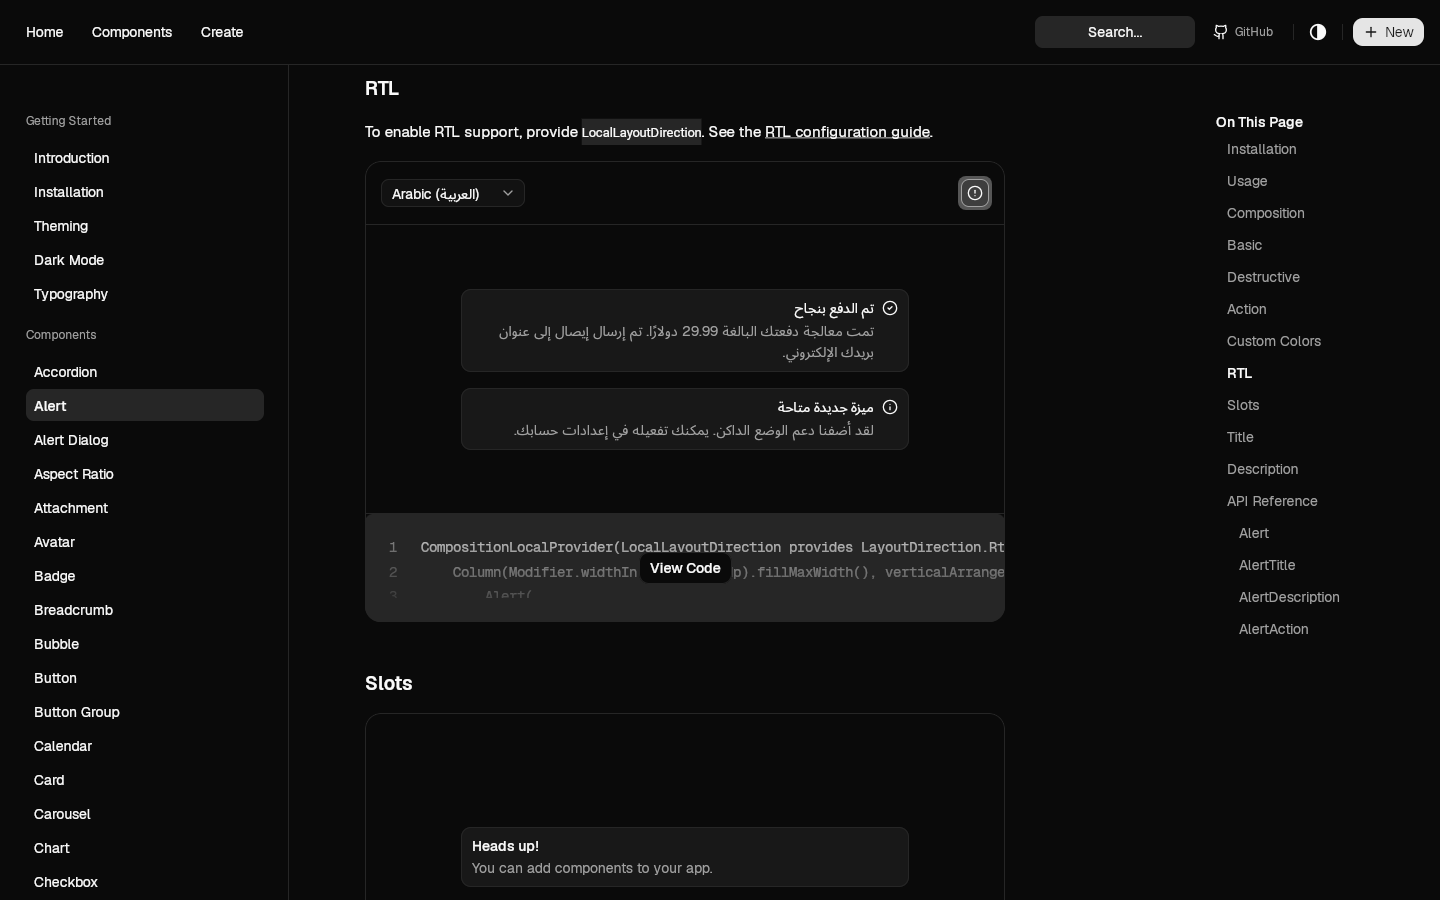 Home
Components
Create
Search...
GitHub
New
Getting Started
Introduction
Installation
Theming
Dark Mode
Typography
Components
Accordion
Alert
Alert Dialog
Aspect Ratio
Attachment
Avatar
Badge
Breadcrumb
Bubble
Button
Button Group
Calendar
Card
Carousel
Chart
Checkbox
RTL
To enable RTL support, provide LocalLayoutDirection. See the RTL configuration guide.
Arabic (العربية)
تم الدفع بنجاح
تمت معالجة دفعتك البالغة 29.99 دولارًا. تم إرسال إيصال إلى عنوان
بريدك الإلكتروني.
ميزة جديدة متاحة
لقد أضفنا دعم الوضع الداكن. يمكنك تفعيله في إعدادات حسابك.
1 CompositionLocalProvider(LocalLayoutDirection provides LayoutDirection.Rt
2 Column(Modifier.widthIn p).fillMaxWidth(), verticalArrange
3 Alert(
View Code
Slots
Heads up!
You can add components to your app.
On This Page
Installation
Usage
Composition
Basic
Destructive
Action
Custom Colors
RTL
Slots
Title
Description
API Reference
Alert
AlertTitle
AlertDescription
AlertAction